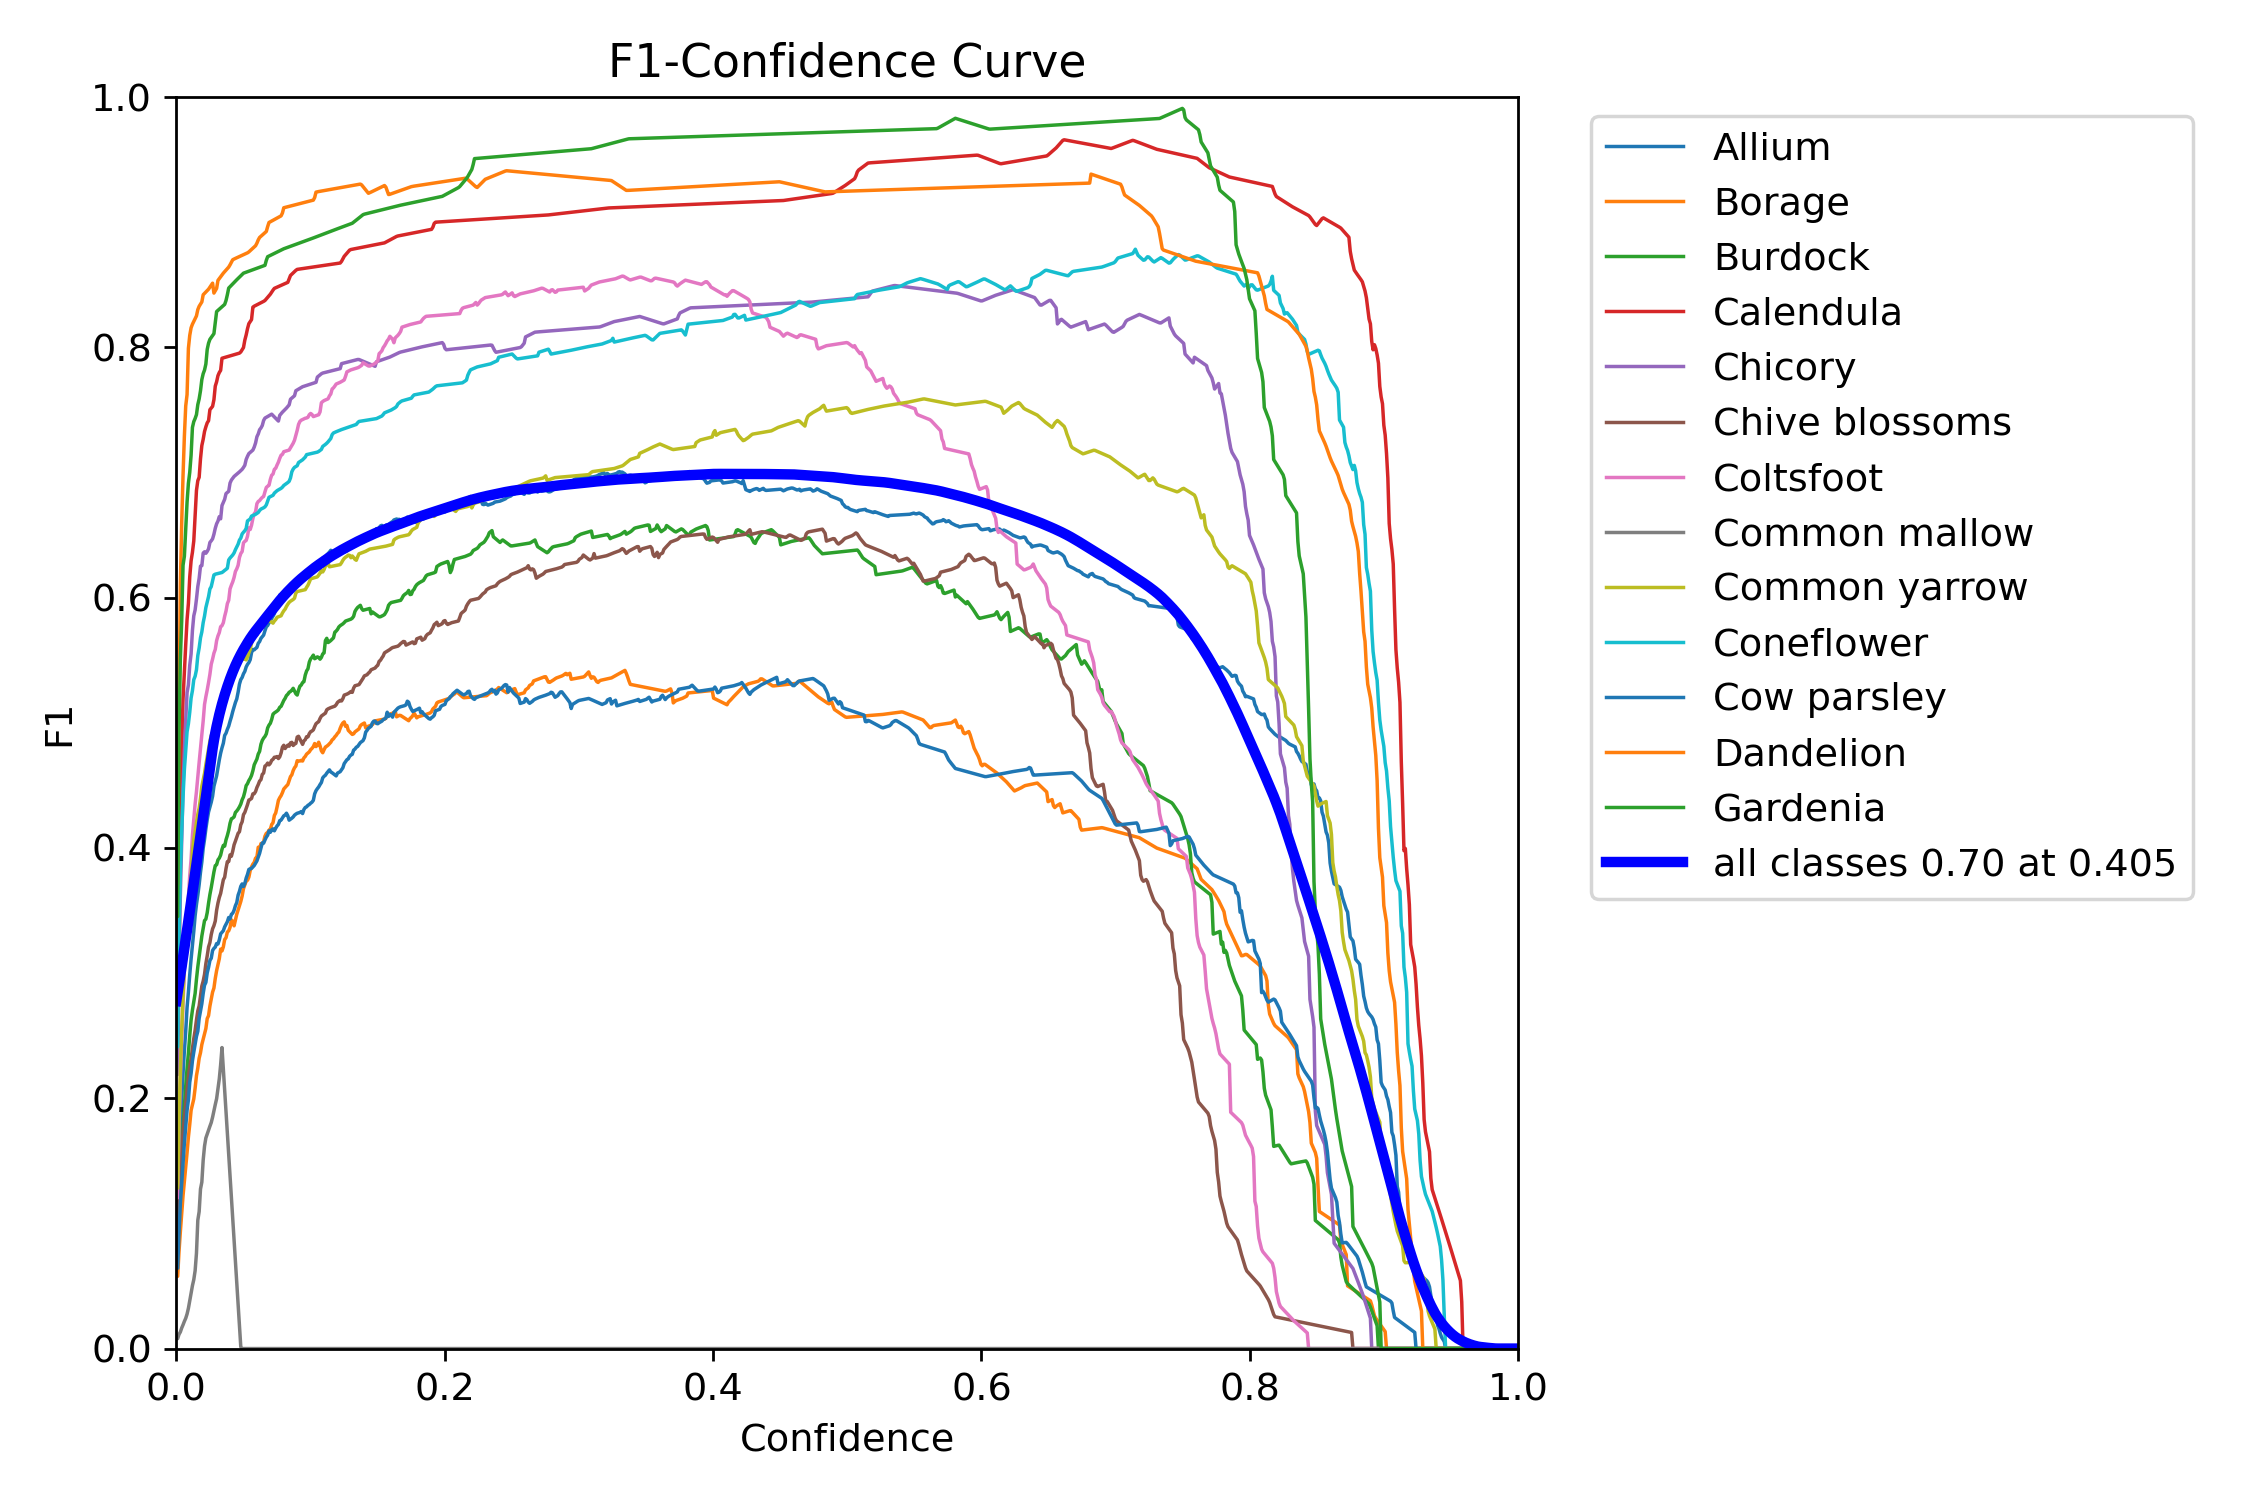 F1-Confidence Curve
1.0
0.8
0.6
0.4
0.2
0.0
F1
0.0 0.2 0.4 0.6 0.8 1.0
Confidence
Allium
Borage
Burdock
Calendula
Chicory
Chive blossoms
Coltsfoot
Common mallow
Common yarrow
Coneflower
Cow parsley
Dandelion
Gardenia
all classes 0.70 at 0.405